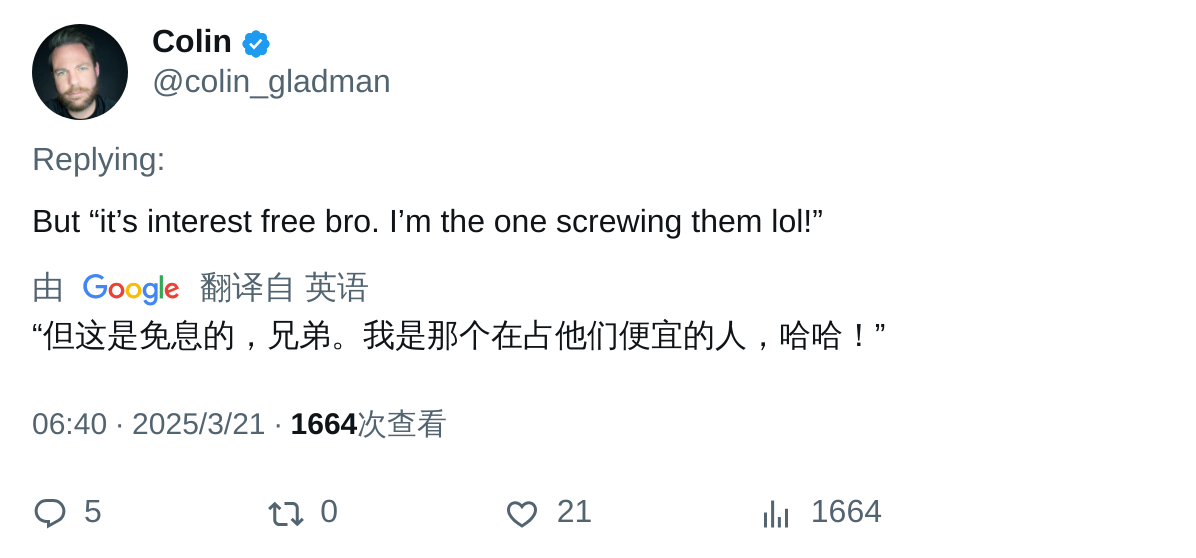 Colin
@colin_gladman
Replying:
But “it’s interest free bro. I’m the one screwing them lol!”
由 Google 翻译自 英语
“但这是免息的，兄弟。我是那个在占他们便宜的人，哈哈！”
06:40 · 2025/3/21 · 1664次查看
5 0 21 1664